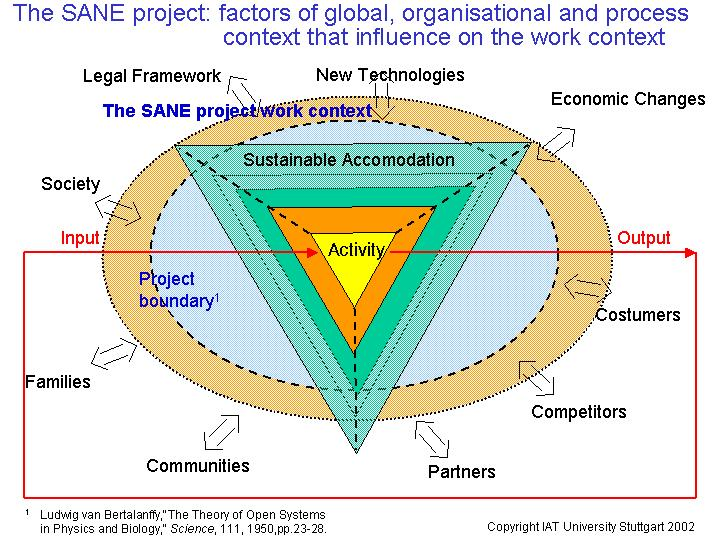 The SANE project: factors of global, organisational and process
context that influence on the work context
Legal Framework
New Technologies
Economic Changes
The SANE project work context
Sustainable Accomodation
Society
Input
Activity
Output
Project
boundary1
Costumers
Families
Competitors
Communities
Partners
1 Ludwig van Bertalanffy,"The Theory of Open Systems
in Physics and Biology," Science, 111, 1950,pp.23-28.
Copyright IAT University Stuttgart 2002